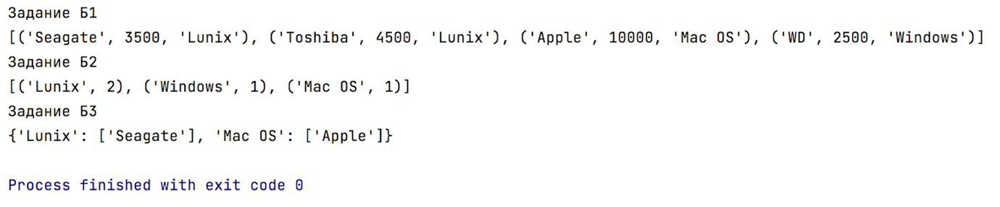 Задание Б1
[('Seagate', 3500, 'Lunix'), ('Toshiba', 4500, 'Lunix'), ('Apple', 10000, 'Mac OS'), ('WD', 2500, 'Windows')]
Задание Б2
[('Lunix', 2), ('Windows', 1), ('Mac OS', 1)]
Задание Б3
{'Lunix': ['Seagate'], 'Mac OS': ['Apple']}
Process finished with exit code 0